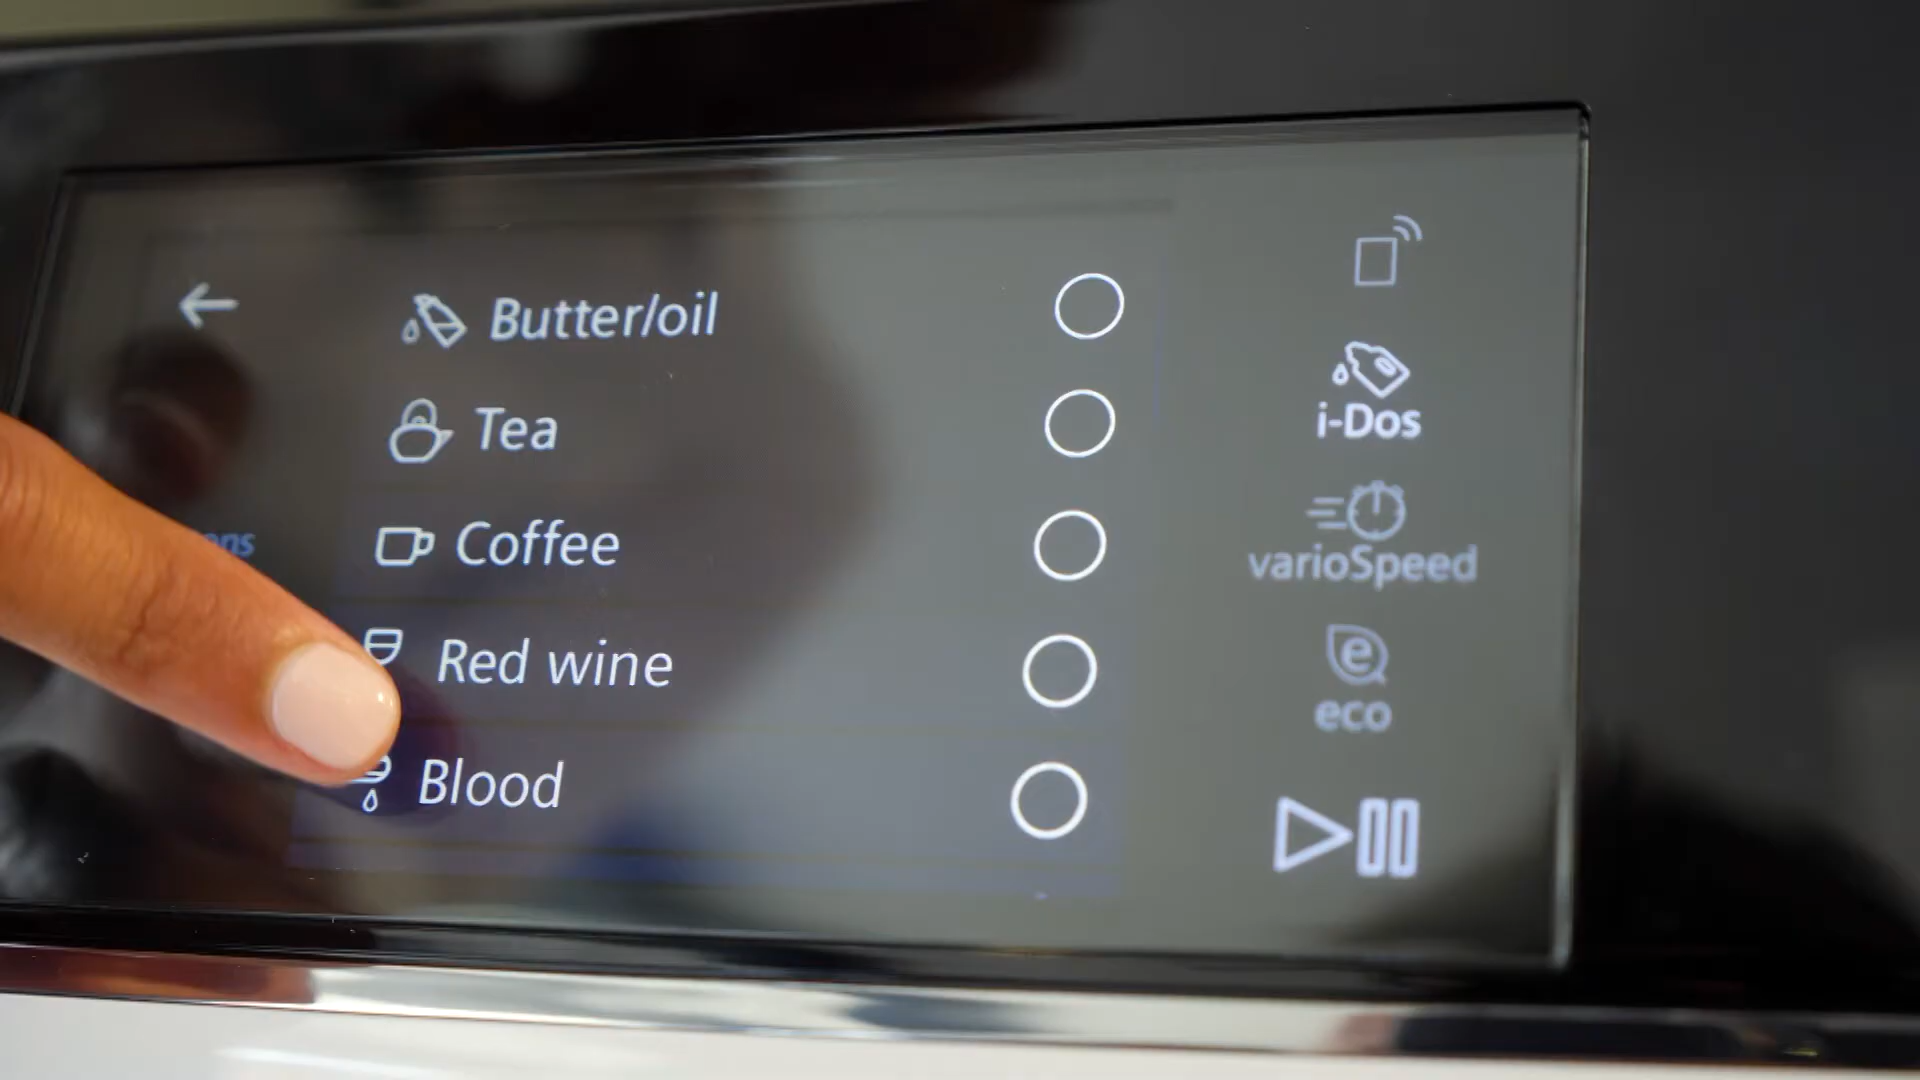 Butter/oil
Tea
Coffee
Red wine
Blood
i-Dos
varioSpeed
e
eco